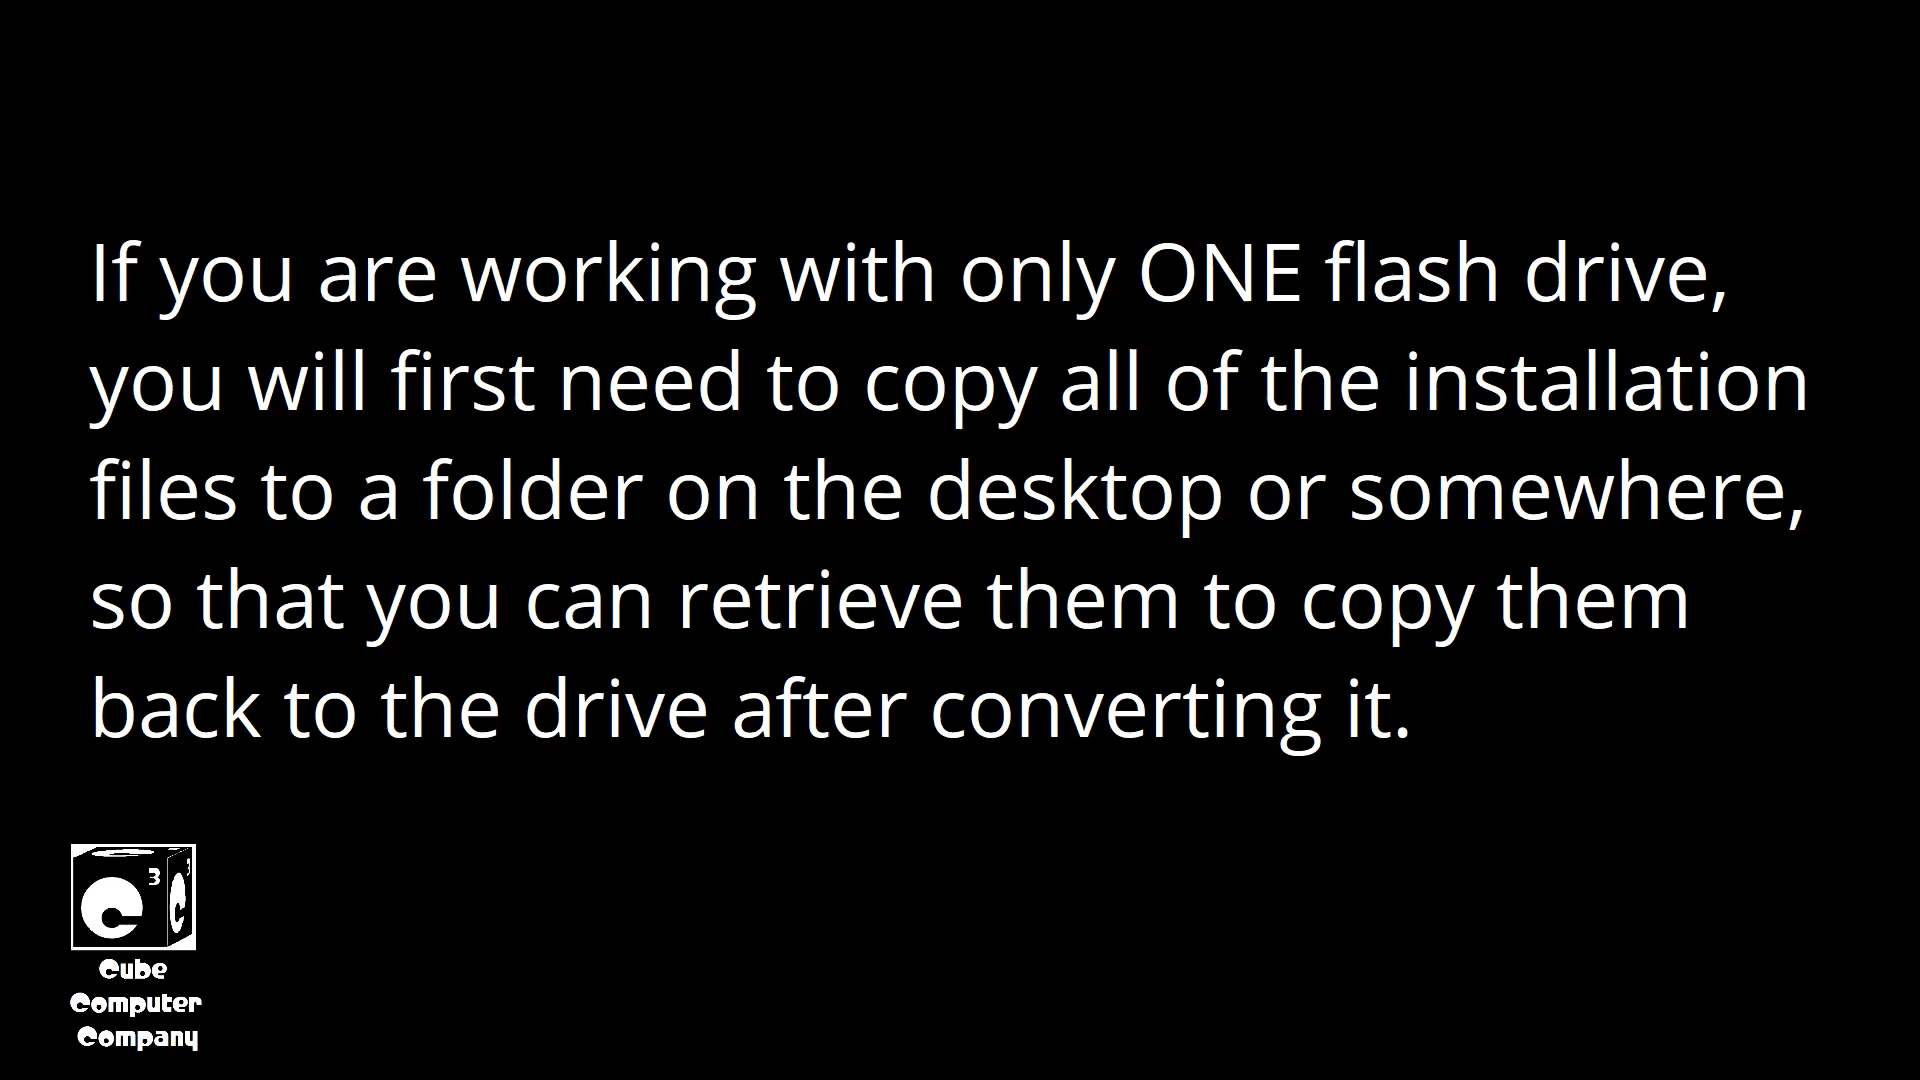 If you are working with only ONE flash drive,
you will first need to copy all of the installation
files to a folder on the desktop or somewhere,
so that you can retrieve them to copy them
back to the drive after converting it.
C 3 C 3
Cube
Computer
Company